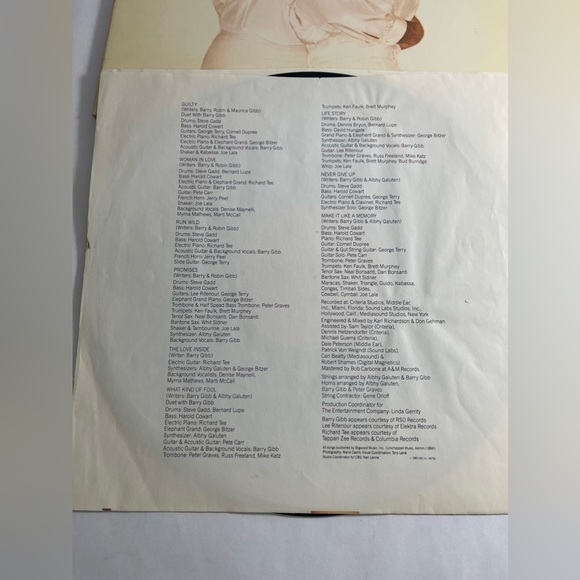 GUILTY
(Writers: Barry, Robin & Maurice Gibb)
Duet with Barry Gibb
Drums: Steve Gadd
Bass: Harold Cowart
Guitars: George Terry, Cornell Dupree
Electric Piano: Richard Tee
Electric Piano & Elephant Grand: George Bitzer
Acoustic Guitar & Background Vocals: Barry Gibb
Shaker & Kabassa: Joe Lala
WOMAN IN LOVE
(Writers: Barry & Robin Gibb)
Drums: Steve Gadd, Bernard Lupe
Bass: Harold Cowart
Electric Piano & Elephant Grand: Richard Tee
Acoustic Guitar: Barry Gibb
Guitar: Pete Carr
French Horn: Jerry Peel
Shaker: Joe Lala
Background Vocals: Denise Maynelli,
Myrna Mathews, Marti McCall
RUN WILD
(Writers: Barry & Robin Gibb)
Drums: Steve Gadd
Bass: Harold Cowart
Electric Piano: Richard Tee
Acoustic Guitar & Background Vocals: Barry Gibb
French Horn: Jerry Peel
Slide Guitar: George Terry
PROMISES
(Writers: Barry & Robin Gibb)
Drums: Steve Gadd
Bass: Harold Cowart
Guitars: Lee Ritenour, George Terry
Elephant Grand Piano: George Bitzer
Trombone & Half Speed Bass Trombone: Peter Graves
Trumpets: Ken Faulk, Brett Murphey
Tenor Sax: Neal Bonsanti, Dan Bonsanti
Baritone Sax: Whit Sidner
Shaker & Tambourine: Joe Lala
Synthesizer: Albhy Galuten
Background Vocals: Barry Gibb
THE LOVE INSIDE
(Writer: Barry Gibb)
Electric Guitar: Richard Tee
Synthesizers: Albhy Galuten & George Bitzer
Background Vocalists: Denise Maynelli,
Myrna Mathews, Marti McCall
WHAT KIND OF FOOL
(Writers: Barry Gibb & Albhy Galuten)
Duet with Barry Gibb
Drums: Steve Gadd, Bernard Lupe
Bass: Harold Cowart
Electric Piano: Richard Tee
Elephant Grand: George Bitzer
Synthesizer: Albhy Galuten
Guitar & Acoustic Guitar: Pete Carr
Guitar & Acoustic Guitar & Background Vocals: Barry Gibb
Trombone: Peter Graves, Russ Freeland, Mike Katz
Trumpets: Ken Faulk, Brett Murphey
LIFE STORY
(Writers: Barry & Robin Gibb)
Drums: Dennis Bryon, Bernard Lupe
Bass: David Hungate
Grand Piano & Elephant Grand & Synthesizer: George Bitzer
Synthesizer: Albhy Galuten
Acoustic Guitar & Background Vocals: Barry Gibb
Guitar: Lee Ritenour
Trombone: Peter Graves, Russ Freeland, Mike Katz
Trumpets: Ken Faulk, Brett Murphey, Bud Burridge
Whip: Joe Lala
NEVER GIVE UP
(Writers: Barry Gibb & Albhy Galuten)
Drums: Steve Gadd
Bass: Harold Cowart
Guitars: Cornell Dupree, George Terry
Electric Piano & Clavinet: Richard Tee
Synthesizer Solo: George Bitzer
MAKE IT LIKE A MEMORY
(Writers: Barry Gibb & Albhy Galuten)
Drums: Steve Gadd
Bass: Harold Cowart
Piano: Richard Tee
Guitar: Cornell Dupree
Guitar & Gut String Guitar: George Terry
Guitar Solo: Pete Carr
Trombone: Peter Graves
Trumpets: Ken Faulk, Brett Murphey
Tenor Sax: Neal Bonsanti, Dan Bonsanti
Baritone Sax: Whit Sidner
Maracas, Shaker, Triangle, Guido, Kabassa,
Congas, Timbali Sides,
Cowbell, Cymbal: Joe Lala
Recorded at Criteria Studios, Middle Ear,
Inc., Miami, Florida; Sound Labs Studios, Inc.,
Hollywood, Calif.; Mediasound Studios, New York
Engineered & Mixed by Karl Richardson & Don Gehman
Assisted by: Sam Taylor (Criteria),
Dennis Hetzendorfer (Criteria),
Michael Guerra (Criteria),
Dale Peterson (Middle Ear),
Patrick Von Weigndt (Sound Labs),
Carl Beatty (Mediasound) &
Robert Shames (Digital Magnetics)
Mastered by Bob Carbone at A&M Records
Strings arranged by Albhy Galuten & Barry Gibb
Horns arranged by Albhy Galuten,
Barry Gibb & Peter Graves
String Contractor: Gene Orloff
Production Coordinator for
The Entertainment Company: Linda Gerrity
Barry Gibb appears courtesy of RSO Records
Lee Ritenour appears courtesy of Elektra Records
Richard Tee appears courtesy of
Tappan Zee Records & Columbia Records